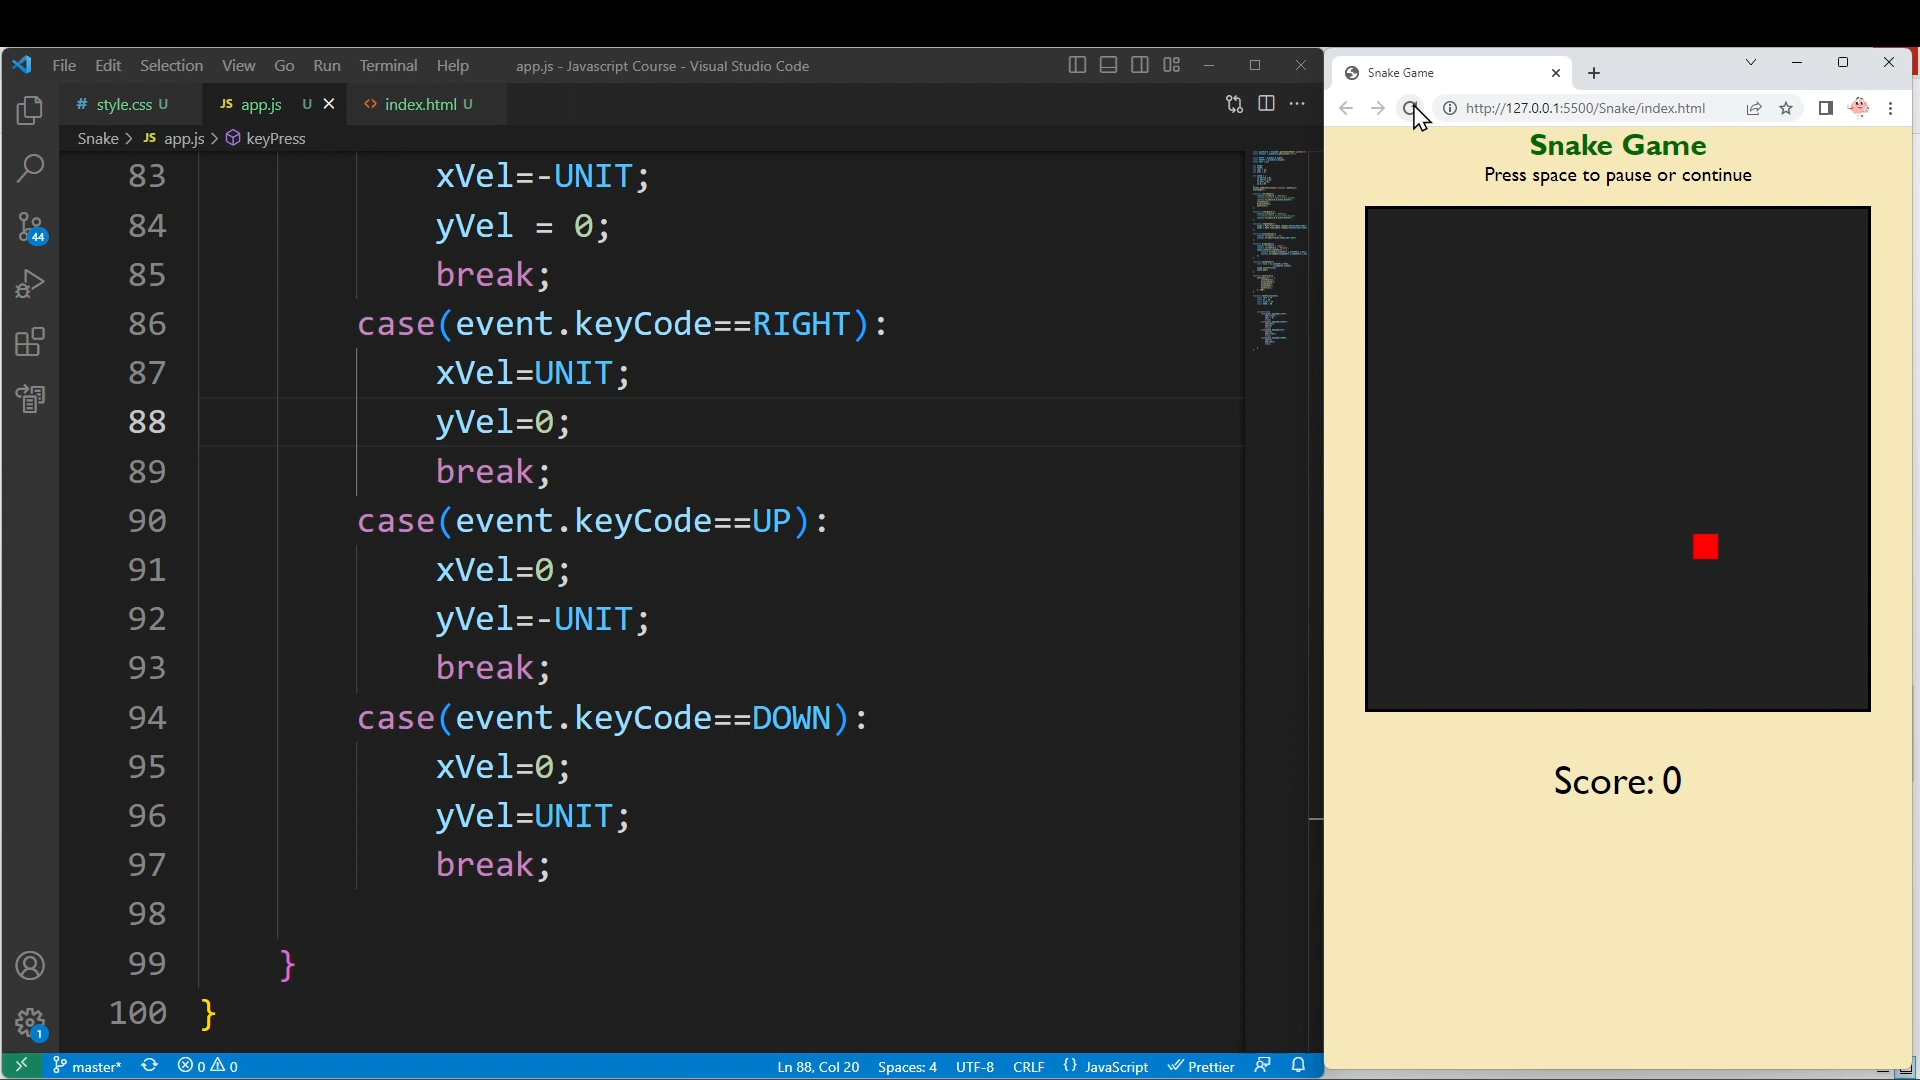 File Edit Selection View Go Run Terminal Help
app.js - Javascript Course - Visual Studio Code
# style.css U
JS app.js U
<> index.html U
Snake > JS app.js > keyPress
83 xVel=-UNIT;
84 yVel = 0;
85 break;
86 case(event.keyCode==RIGHT):
87 xVel=UNIT;
88 yVel=0;
89 break;
90 case(event.keyCode==UP):
91 xVel=0;
92 yVel=-UNIT;
93 break;
94 case(event.keyCode==DOWN):
95 xVel=0;
96 yVel=UNIT;
97 break;
98
99 }
100 }
44
1
master*
0 0
Ln 88, Col 20 Spaces: 4 UTF-8 CRLF {} JavaScript Prettier
Snake Game
http://127.0.0.1:5500/Snake/index.html
Snake Game
Press space to pause or continue
Score: 0